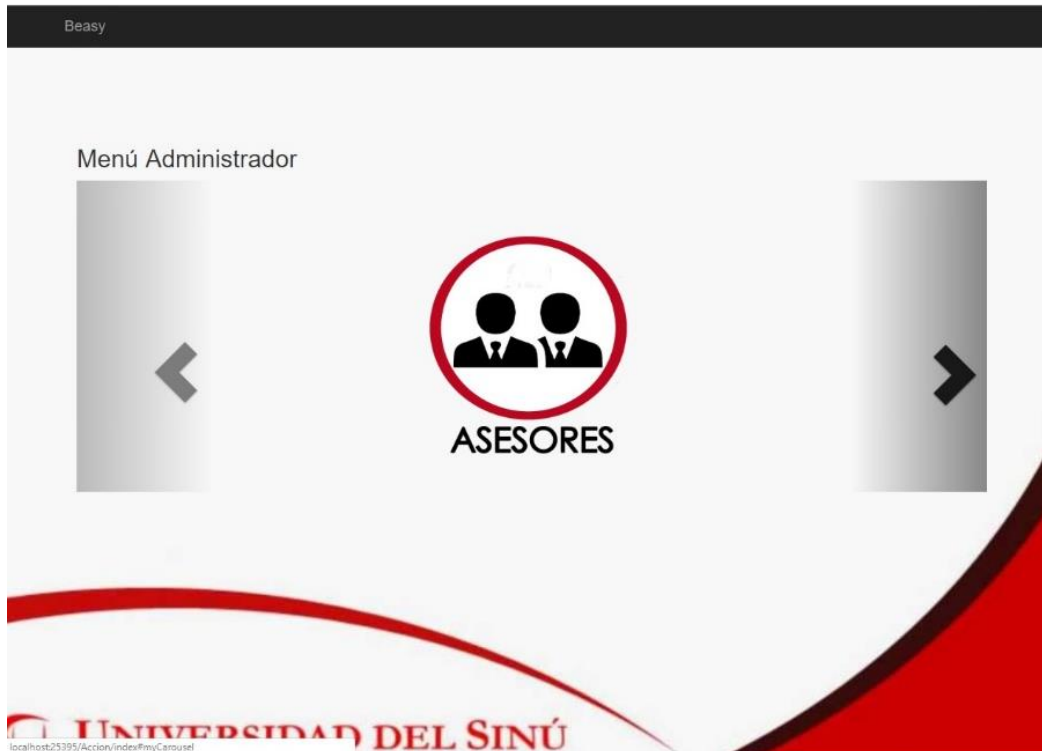 Beasy
Menú Administrador
ASESORES
UNIVERSIDAD DEL SINÚ
localhost:25395/Accion/index#myCarousel